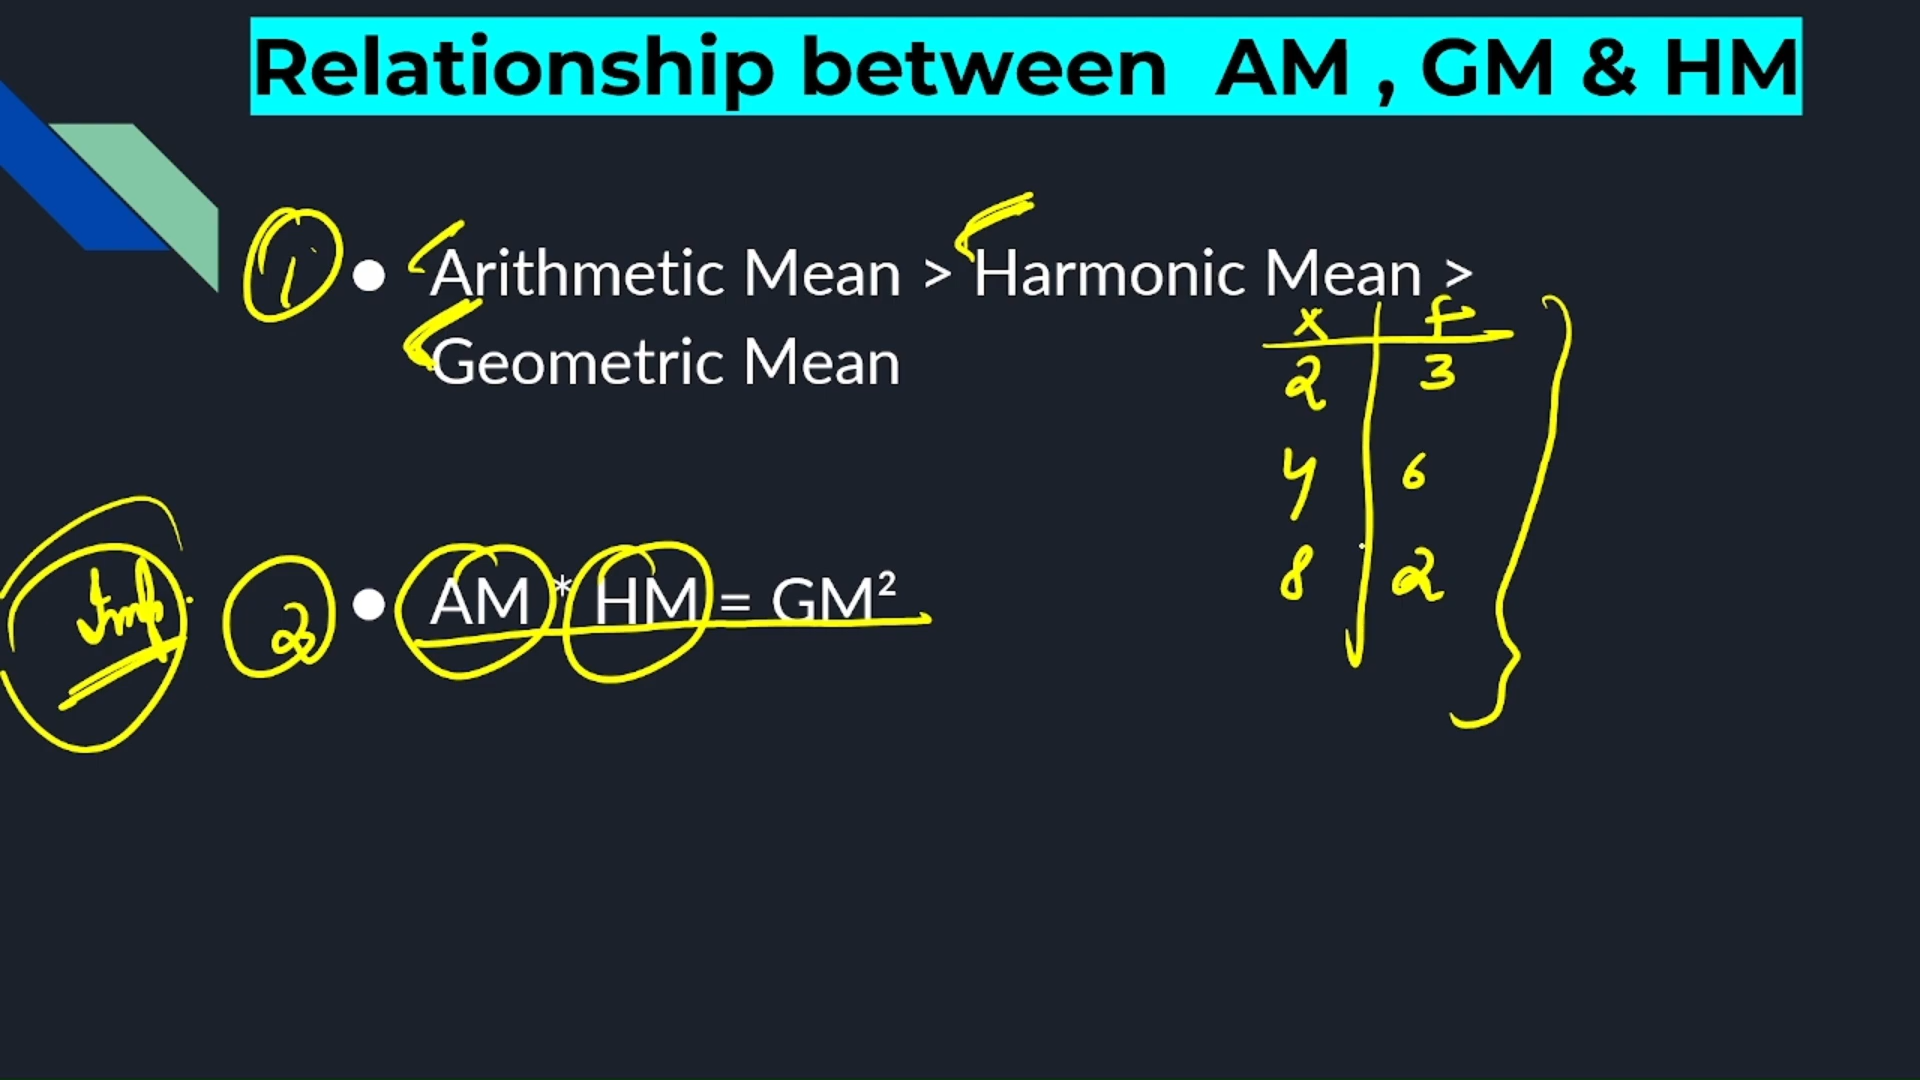 Relationship between AM , GM & HM
1 ● Arithmetic Mean > Harmonic Mean >
Geometric Mean
x f
2 3
4 6
8 2
Imp 2 ● AM * HM = GM²